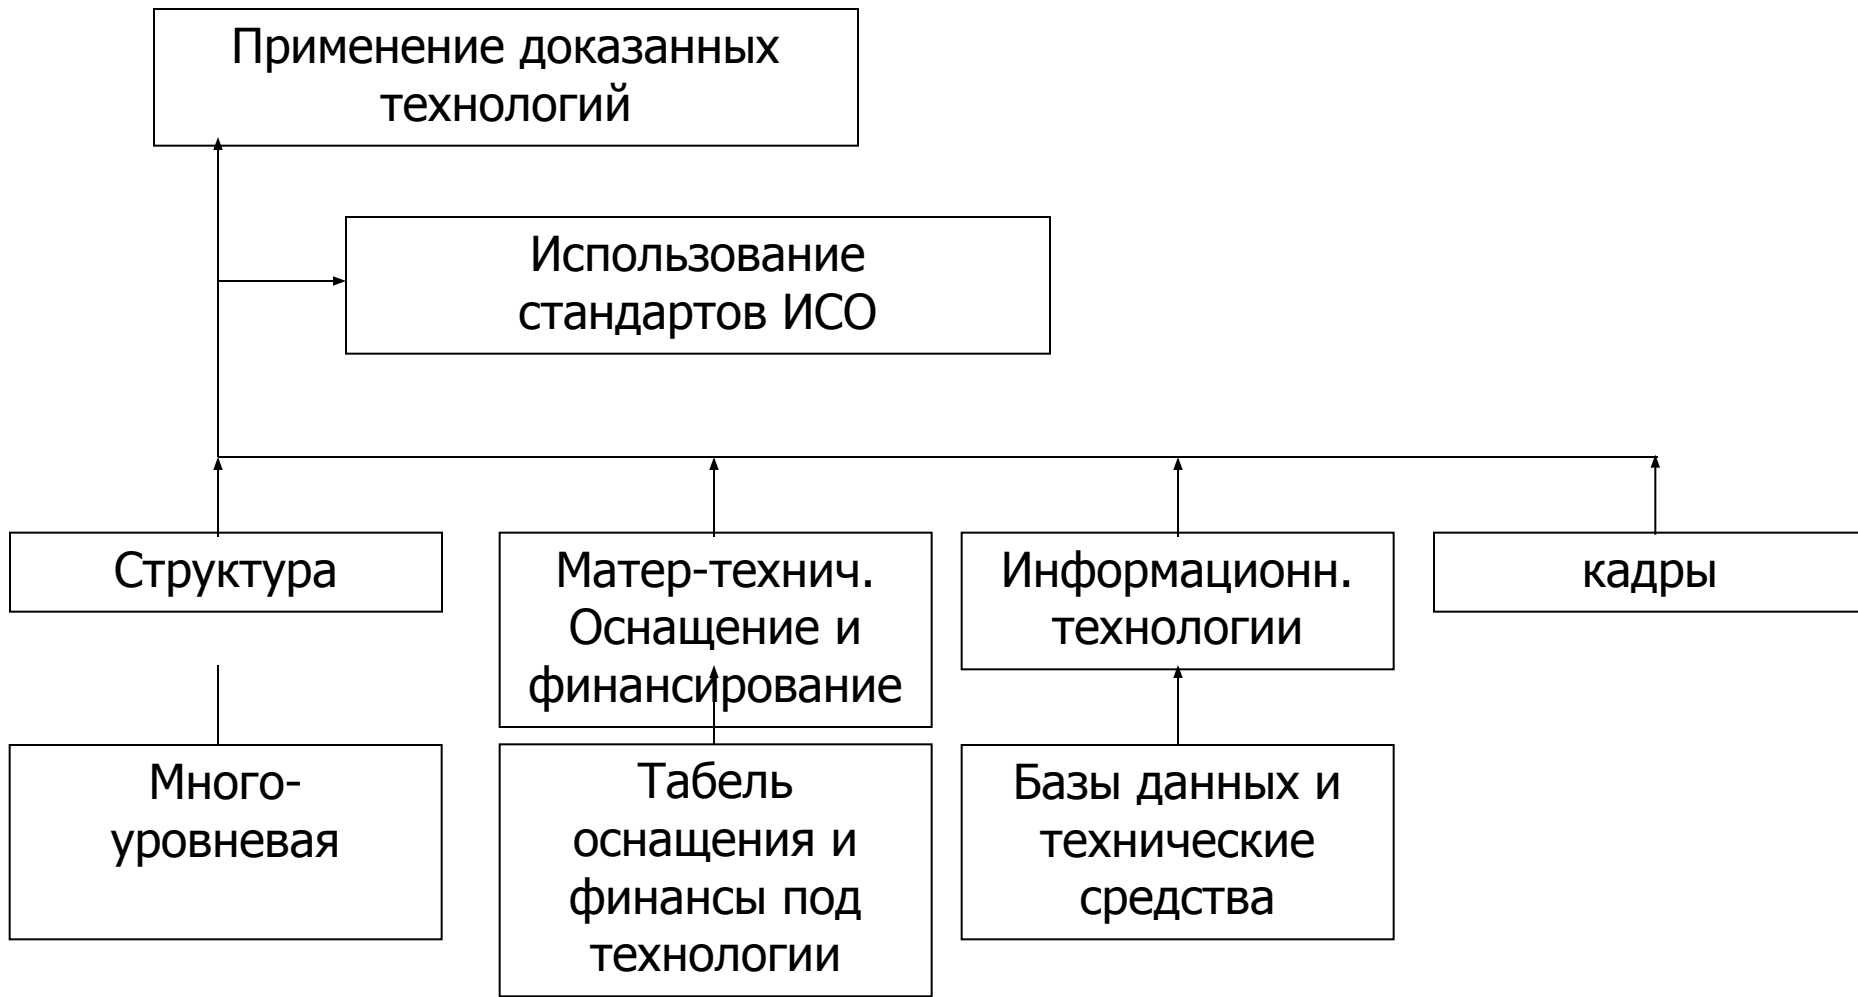 Применение доказанных
технологий
Использование
стандартов ИСО
Структура
Матер-технич.
Оснащение и
финансирование
Информационн.
технологии
кадры
Много-
уровневая
Табель
оснащения и
финансы под
технологии
Базы данных и
технические
средства